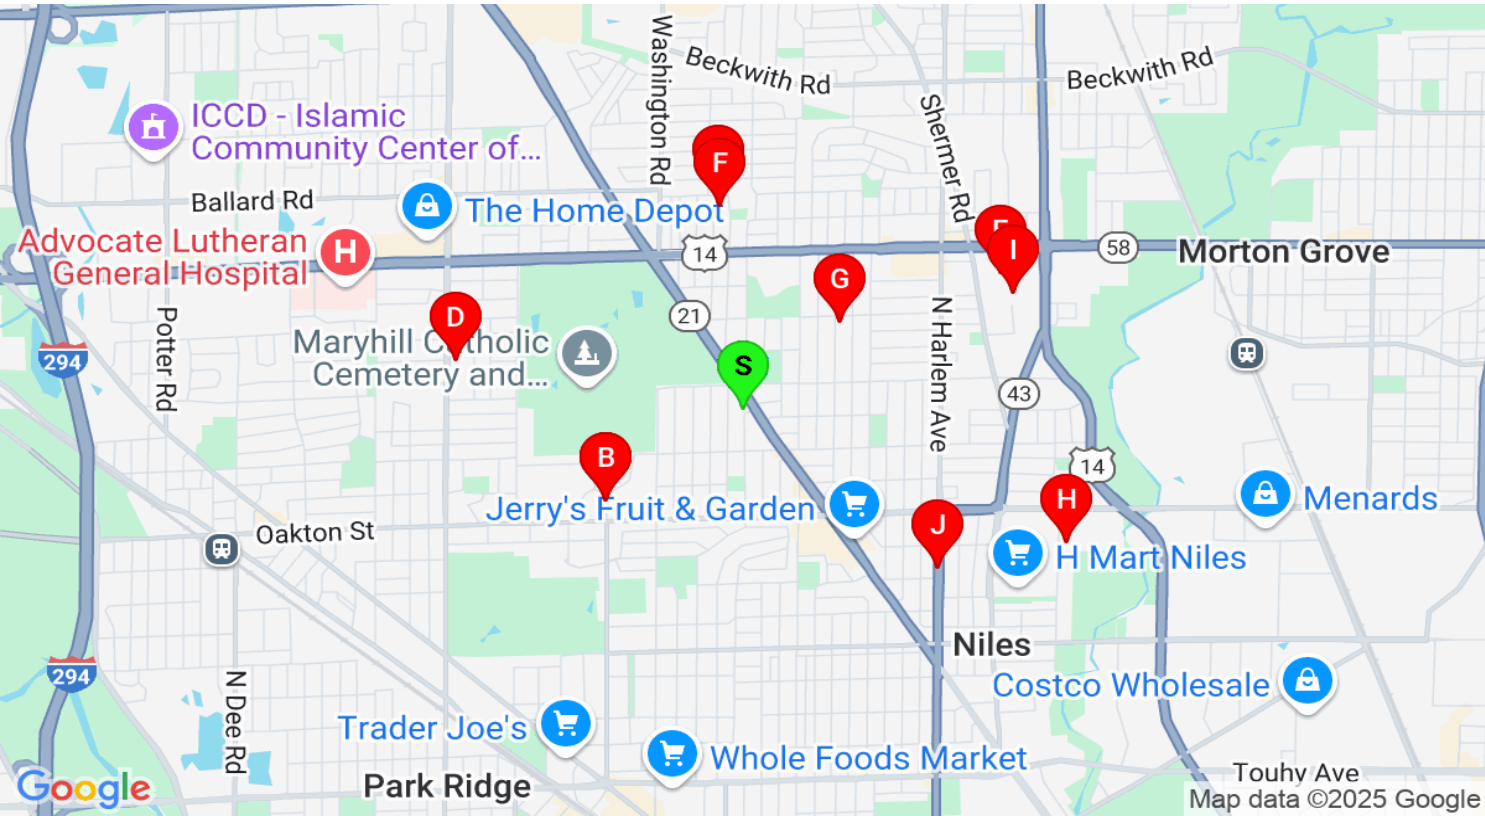 Beckwith Rd
Beckwith Rd
Washington Rd
Shermer Rd
ICCD - Islamic
Community Center of...
F
Ballard Rd
The Home Depot
Advocate Lutheran
General Hospital
H
14
I
58
Morton Grove
G
D
21
Potter Rd
Maryhill C tholic
Cemetery and...
S
N Harlem Ave
294
43
B
14
H
Menards
Jerry's Fruit & Garden
J
Oakton St
H Mart Niles
Niles
294
N Dee Rd
Costco Wholesale
Trader Joe's
Whole Foods Market
Park Ridge
Touhy Ave
Google
Map data ©2025 Google